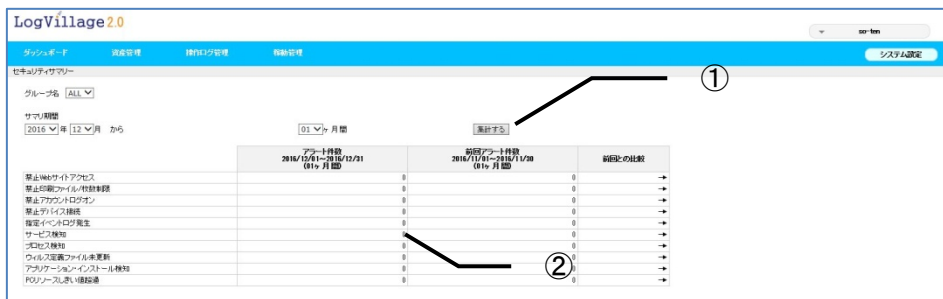 LogVillage 2.0
so-ten
ダッシュボード 資産管理 操作ログ管理 稼動管理 システム設定
セキュリティサマリー
①
グループ名 ALL
サマリ期間
2016 年 12 月 から 01 ヶ月間 集計する
アラート件数 前回アラート件数 前回との比較
2016/12/01~2016/12/31 2016/11/01~2016/11/30
(01ヶ月間) (01ヶ月間)
禁止Webサイトアクセス 0 0 →
禁止印刷ファイル/枚数制限 0 0 →
禁止アカウントログオン 0 0 →
禁止デバイス接続 0 0 →
指定イベントログ発生 0 0 →
サービス検知 0 0 →
プロセス検知 0 0 →
ウィルス定義ファイル未更新 0 0 →
②
アプリケーション・インストール検知 0 0 →
PCリソースしきい値超過 0 0 →